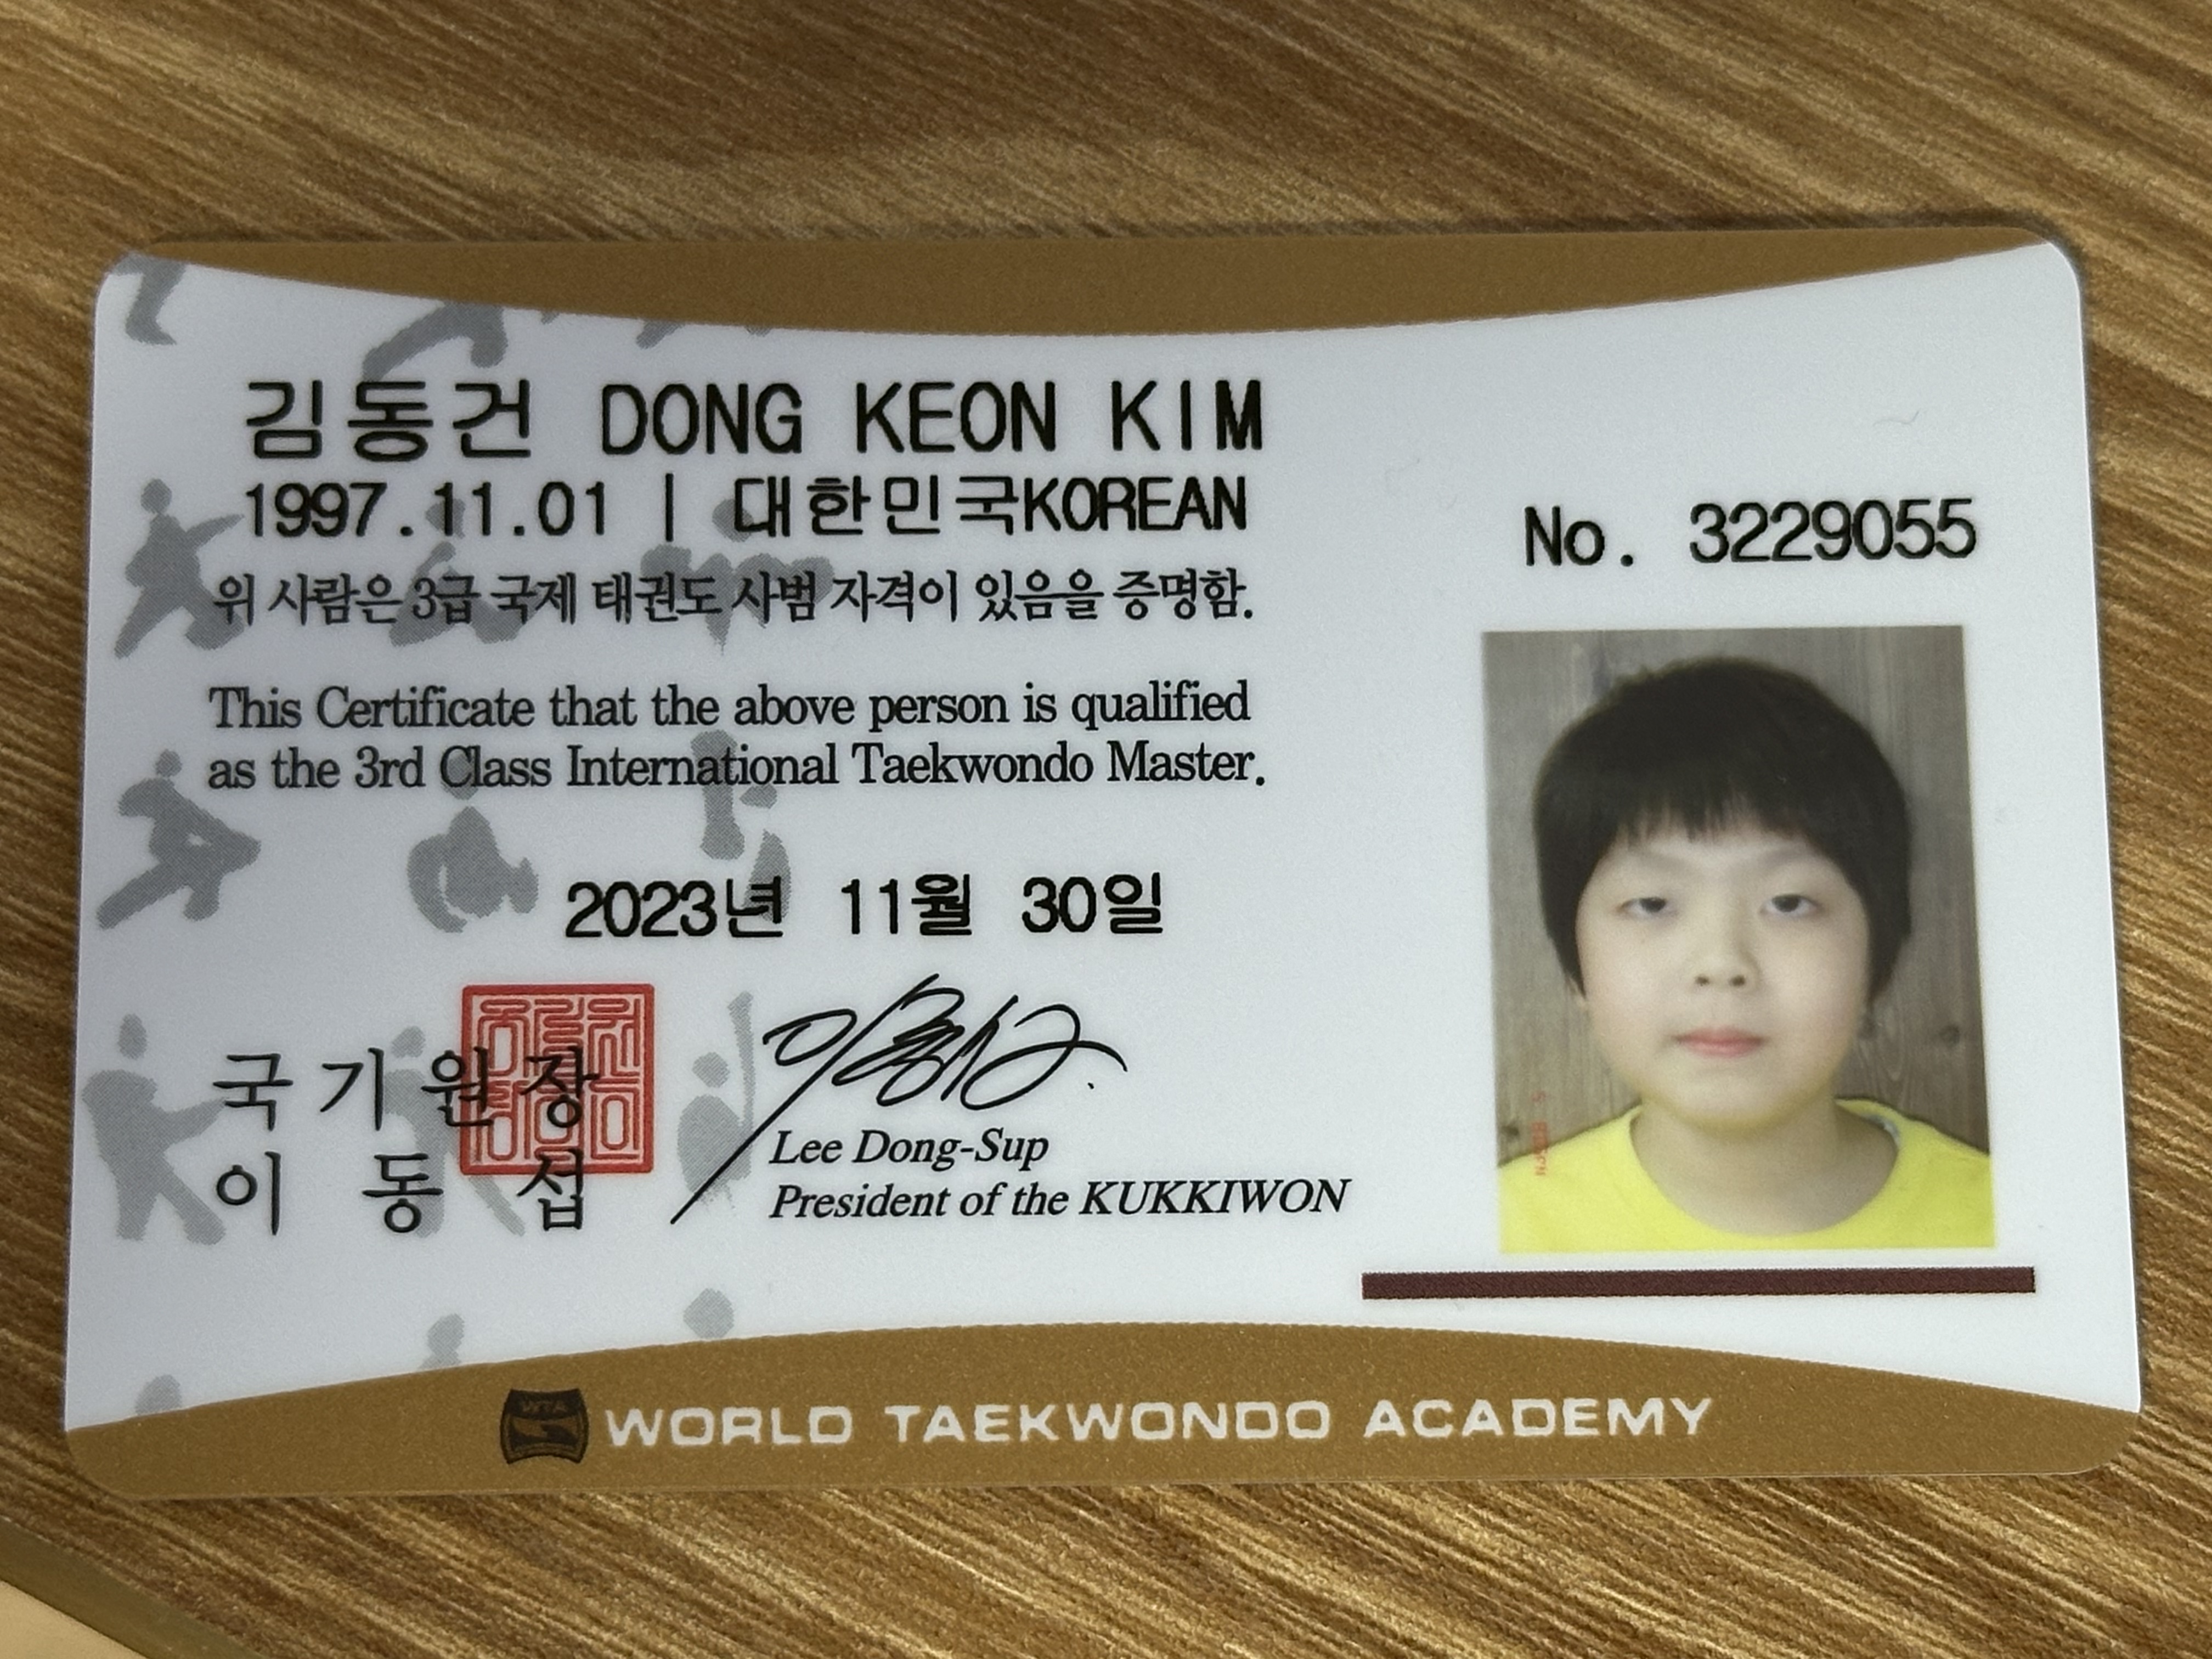 김동건 DONG KEON KIM
1997.11.01 | 대한민국KOREAN
No. 3229055
위 사람은 3급 국제 태권도 사범 자격이 있음을 증명함.
This Certificate that the above person is qualified
as the 3rd Class International Taekwondo Master.
2023년 11월 30일
국기원장
이동섭
Lee Dong-Sup
President of the KUKKIWON
WTA
WORLD TAEKWONDO ACADEMY